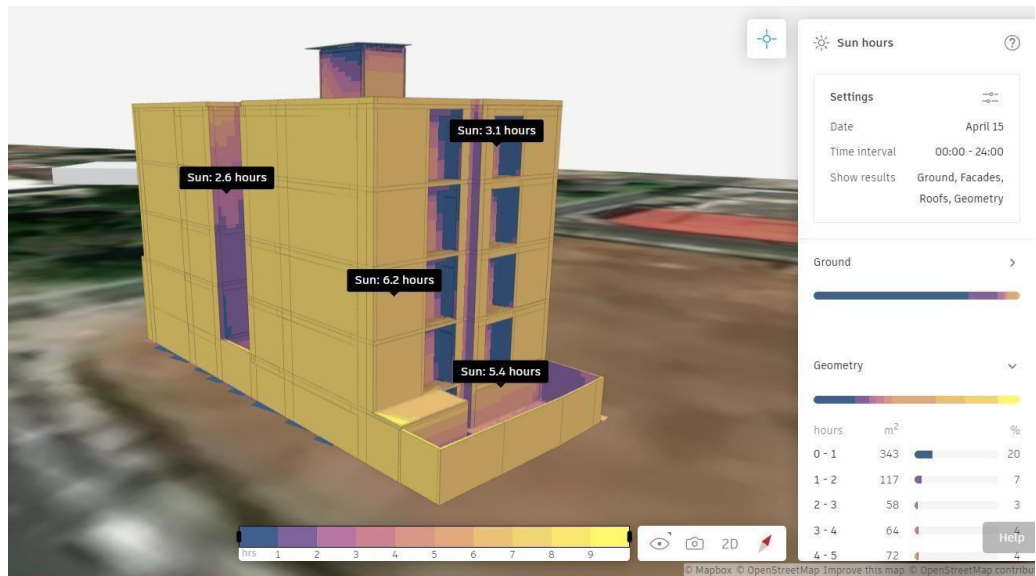 Sun: 3.1 hours
Sun: 2.6 hours
Sun: 6.2 hours
Sun: 5.4 hours
hrs 1 2 3 4 5 6 7 8 9
2D
Sun hours
?
Settings
Date April 15
Time interval 00:00 - 24:00
Show results Ground, Facades,
Roofs, Geometry
Ground
Geometry
hours m² %
0 - 1 343 20
1 - 2 117 7
2 - 3 58 3
3 - 4 64 4
Help
4 - 5 72 4
© Mapbox © OpenStreetMap Improve this map © OpenStreetMap contribu